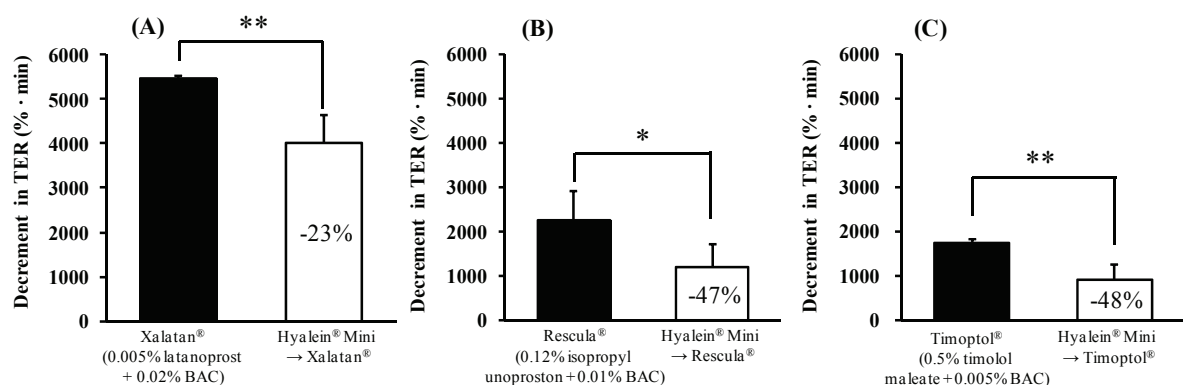 (A)
**
Decrement in TER (% · min)
6000
5000
4000
3000
2000
1000
0
-23%
Xalatan®
(0.005% latanoprost
+ 0.02% BAC)
Hyalein® Mini
→ Xalatan®
(B)
*
Decrement in TER (% · min)
6000
5000
4000
3000
2000
1000
0
-47%
Rescula®
(0.12% isopropyl
unoproston + 0.01% BAC)
Hyalein® Mini
→ Rescula®
(C)
**
Decrement in TER (% · min)
6000
5000
4000
3000
2000
1000
0
-48%
Timoptol®
(0.5% timolol
maleate + 0.005% BAC)
Hyalein® Mini
→ Timoptol®